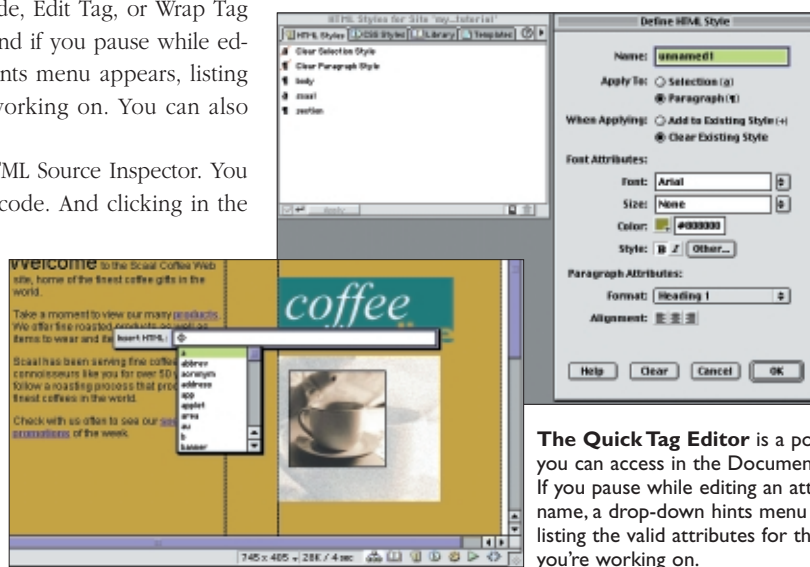 de, Edit Tag, or Wrap Tag
nd if you pause while ed-
nts menu appears, listing
vorking on. You can also
TML Source Inspector. You
code. And clicking in the
HTML Styles for Site 'my_tutorial'
HTML Styles CSS Styles Library Templates
Clear Selection Style
Clear Paragraph Style
body
scaal
section
Apply
Define HTML Style
Name: unnamed1
Apply To: Selection (a)
Paragraph (¶)
When Applying: Add to Existing Style (+)
Clear Existing Style
Font Attributes:
Font: Arial
Size: None
Color: #000000
Style: B I Other...
Paragraph Attributes:
Format: Heading 1
Alignment:
Help Clear Cancel OK
Welcome to the Scaal Coffee Web
site, home of the finest coffee gifts in the
world.
Take a moment to view our many products.
We offer fine roasted products as well as
items to wear and
Insert HTML: <>
a
abbrev
acronym
address
app
applet
area
au
b
banner
Scaal has been serving fine coffee
connoisseurs like you for over 50
follow a roasting process that
finest coffees in the world.
Check with us often to see our
promotions of the week.
coffee
745 x 405 28K / 4 sec
The Quick Tag Editor is a po
you can access in the Documen
If you pause while editing an att
name, a drop-down hints menu
listing the valid attributes for th
you're working on.